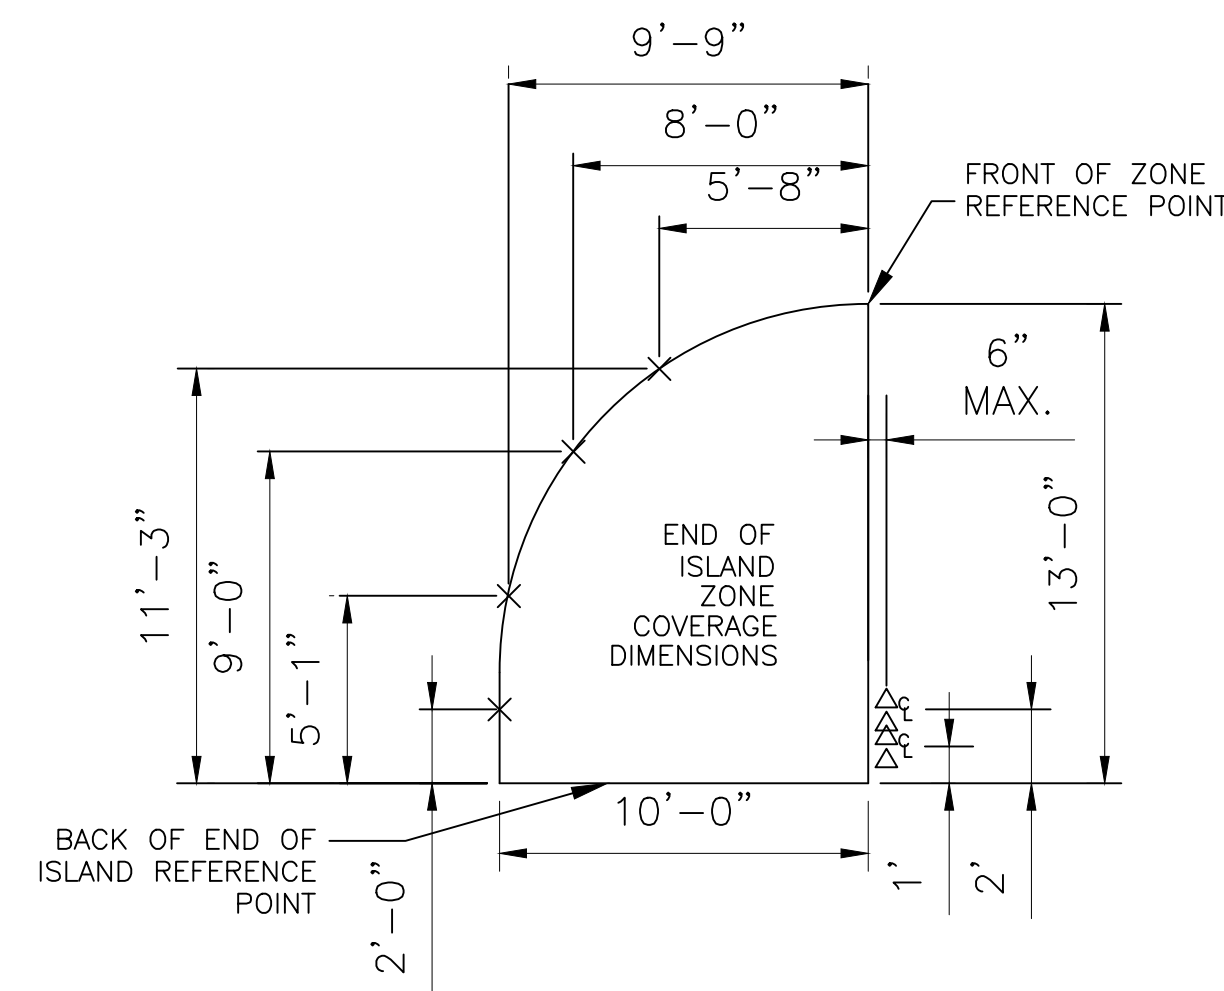 9'-9"
8'-0"
5'-8"
FRONT OF ZONE
REFERENCE POINT
6"
MAX.
11'-3"
9'-0"
5'-1"
13'-0"
END OF
ISLAND
ZONE
COVERAGE
DIMENSIONS
CL
CL
10'-0"
BACK OF END OF
ISLAND REFERENCE
POINT
2'-0"
1'
2'